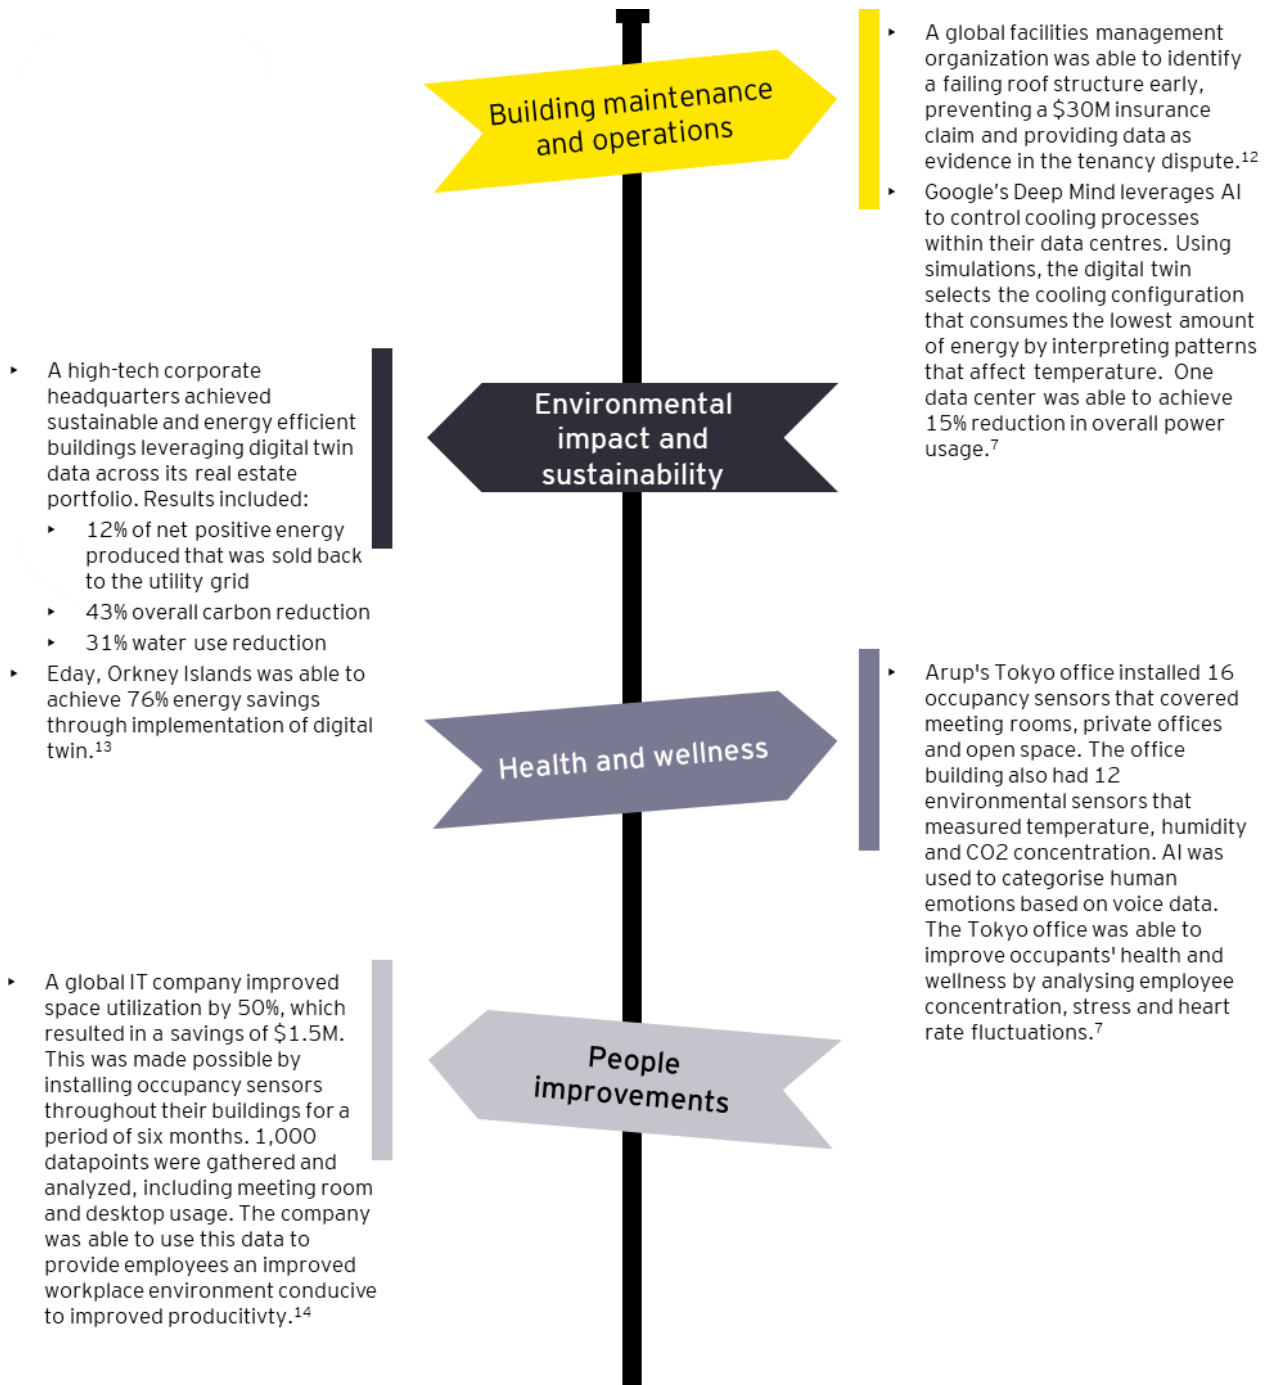 Building maintenance
and operations
▸ A global facilities management
organization was able to identify
a failing roof structure early,
preventing a $30M insurance
claim and providing data as
evidence in the tenancy dispute.12
▸ Google's Deep Mind leverages AI
to control cooling processes
within their data centres. Using
simulations, the digital twin
selects the cooling configuration
that consumes the lowest amount
of energy by interpreting patterns
that affect temperature. One
data center was able to achieve
15% reduction in overall power
usage.7
Environmental
impact and
sustainability
▸ A high-tech corporate
headquarters achieved
sustainable and energy efficient
buildings leveraging digital twin
data across its real estate
portfolio. Results included:
▸ 12% of net positive energy
produced that was sold back
to the utility grid
▸ 43% overall carbon reduction
▸ 31% water use reduction
▸ Eday, Orkney Islands was able to
achieve 76% energy savings
through implementation of digital
twin.13
Health and wellness
▸ Arup's Tokyo office installed 16
occupancy sensors that covered
meeting rooms, private offices
and open space. The office
building also had 12
environmental sensors that
measured temperature, humidity
and CO2 concentration. AI was
used to categorise human
emotions based on voice data.
The Tokyo office was able to
improve occupants' health and
wellness by analysing employee
concentration, stress and heart
rate fluctuations.7
People
improvements
▸ A global IT company improved
space utilization by 50%, which
resulted in a savings of $1.5M.
This was made possible by
installing occupancy sensors
throughout their buildings for a
period of six months. 1,000
datapoints were gathered and
analyzed, including meeting room
and desktop usage. The company
was able to use this data to
provide employees an improved
workplace environment conducive
to improved producitivty.14